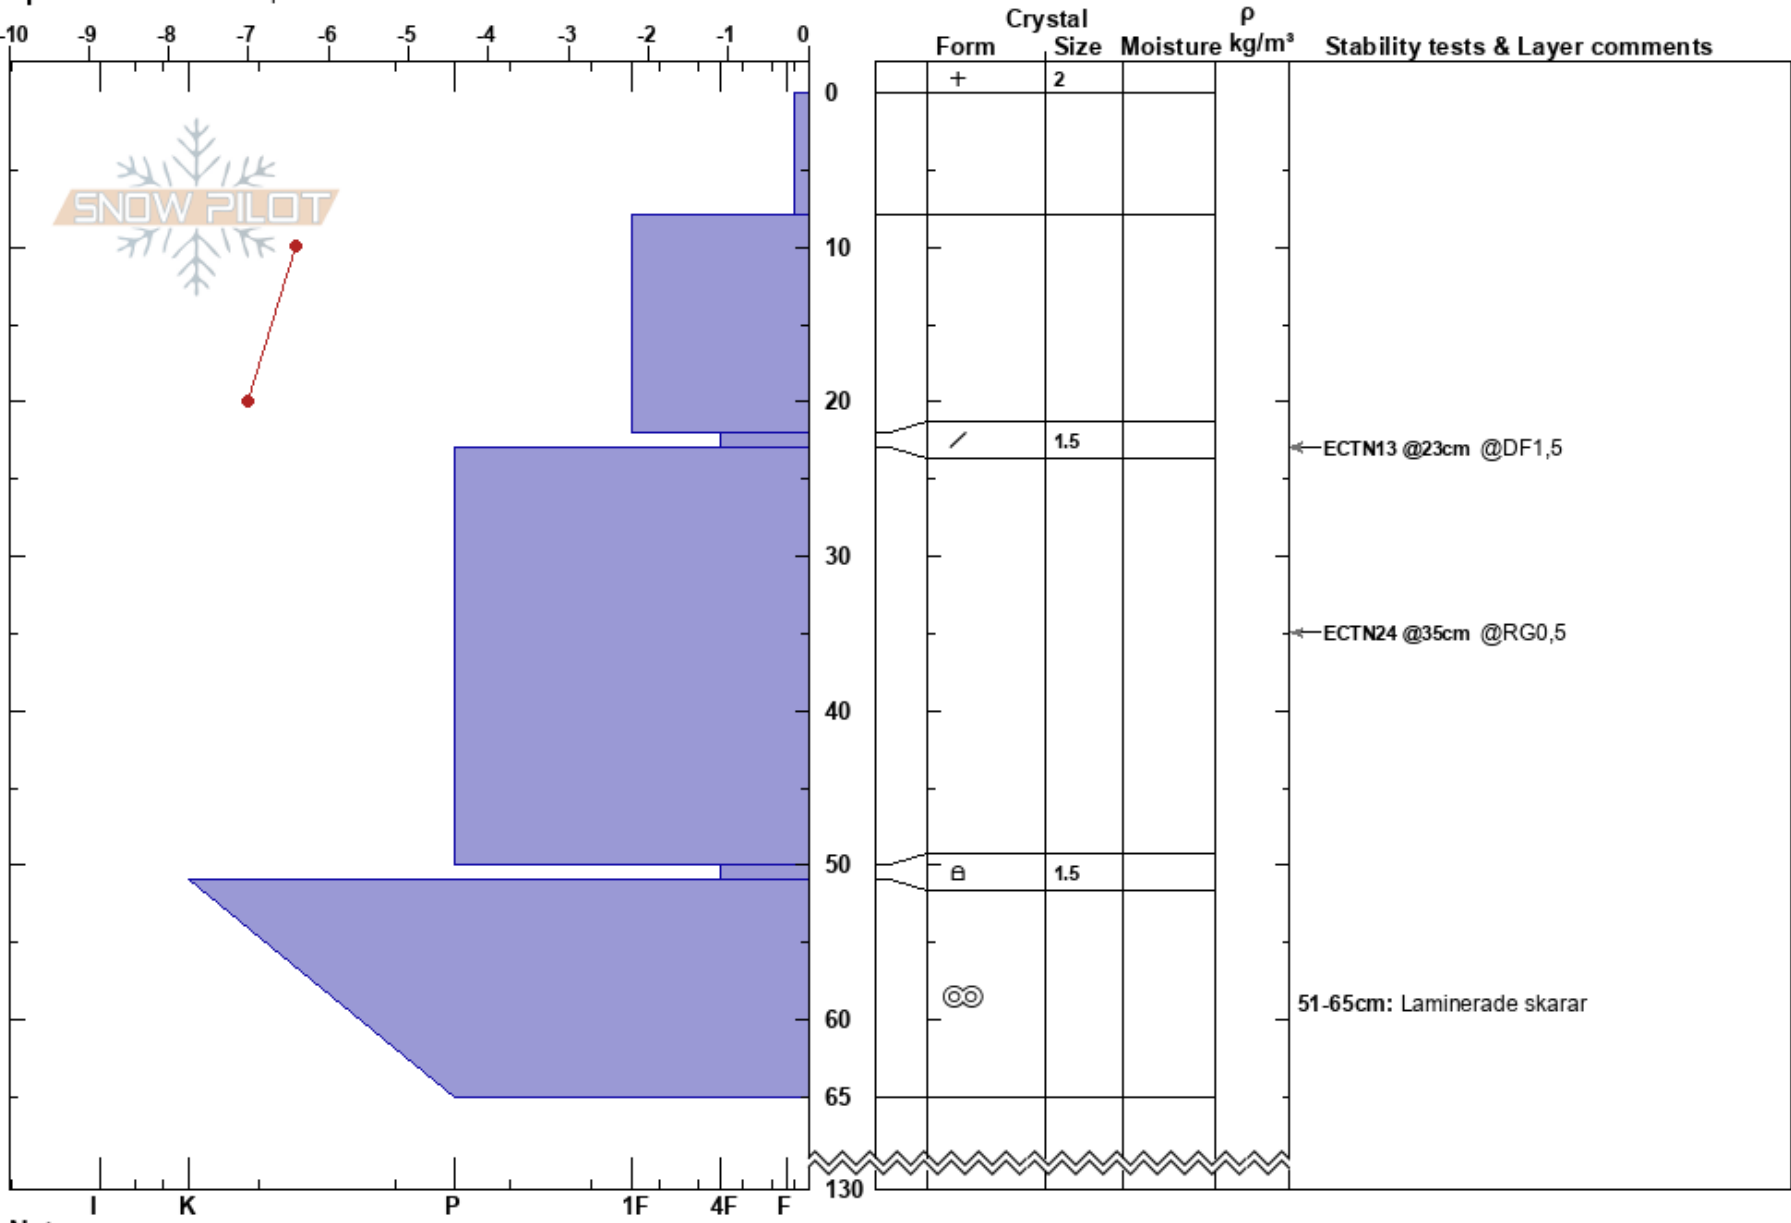 Crystal ρ
-10 -9 -8 -7 -6 -5 -4 -3 -2 -1 0 Form Size Moisture kg/m³ Stability tests & Layer comments
+ 2
0
SNOW PILOT
10
20
/ 1.5
ECTN13 @23cm @DF1,5
30
ECTN24 @35cm @RG0,5
40
50
1.5
51-65cm: Laminerade skarar
60
65
130
I K P 1F 4F F